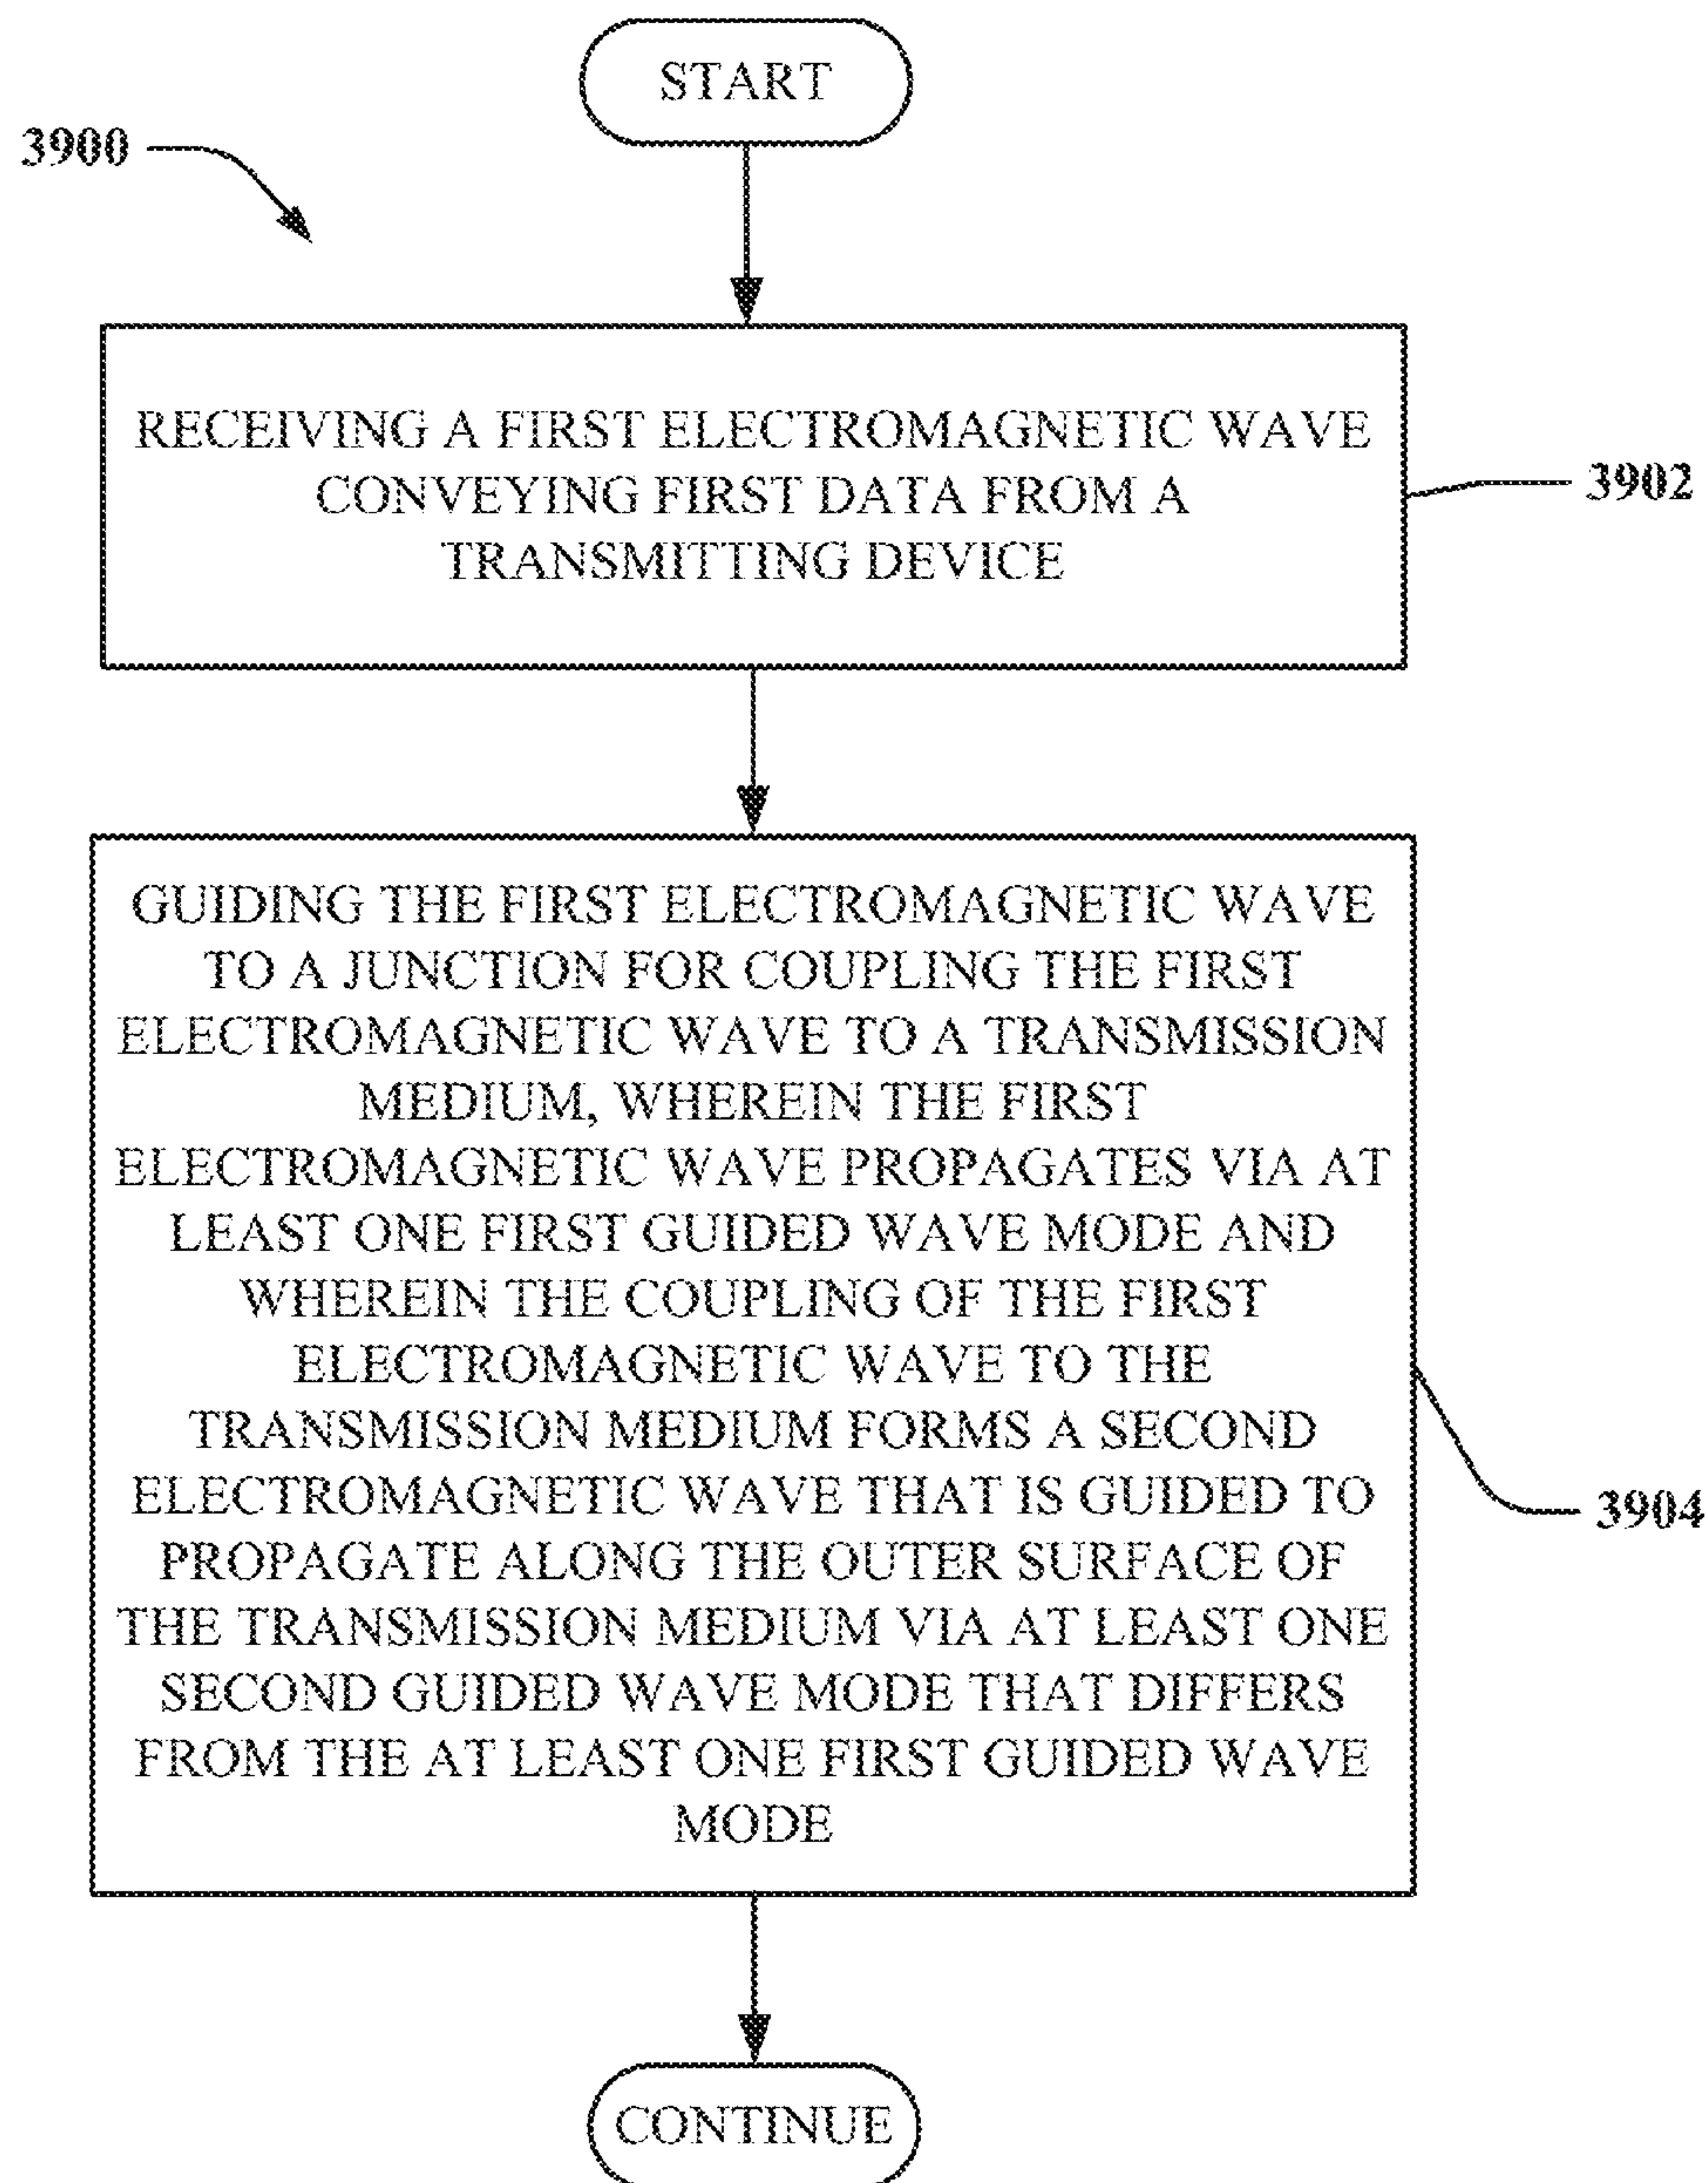 START
3900
RECEIVING A FIRST ELECTROMAGNETIC WAVE
CONVEYING FIRST DATA FROM A
TRANSMITTING DEVICE
3902
GUIDING THE FIRST ELECTROMAGNETIC WAVE
TO A JUNCTION FOR COUPLING THE FIRST
ELECTROMAGNETIC WAVE TO A TRANSMISSION
MEDIUM, WHEREIN THE FIRST
ELECTROMAGNETIC WAVE PROPAGATES VIA AT
LEAST ONE FIRST GUIDED WAVE MODE AND
WHEREIN THE COUPLING OF THE FIRST
ELECTROMAGNETIC WAVE TO THE
TRANSMISSION MEDIUM FORMS A SECOND
ELECTROMAGNETIC WAVE THAT IS GUIDED TO
PROPAGATE ALONG THE OUTER SURFACE OF
THE TRANSMISSION MEDIUM VIA AT LEAST ONE
SECOND GUIDED WAVE MODE THAT DIFFERS
FROM THE AT LEAST ONE FIRST GUIDED WAVE
MODE
3904
CONTINUE